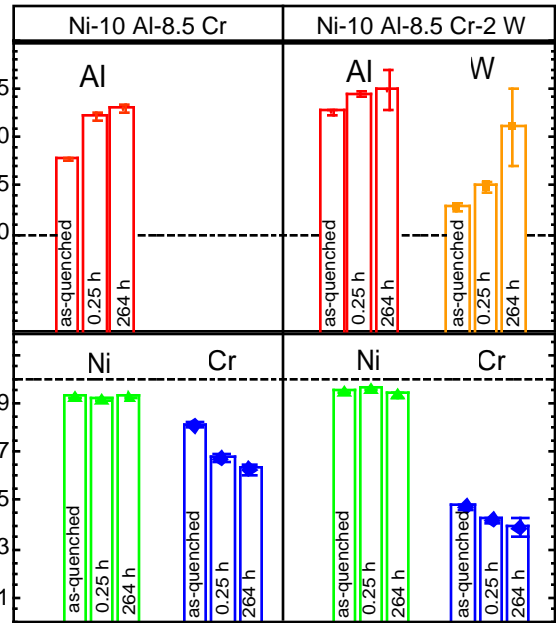 Ni-10 Al-8.5 Cr
Ni-10 Al-8.5 Cr-2 W
Al
Al
W
5
0
5
0
as-quenched
0.25 h
264 h
as-quenched
0.25 h
264 h
as-quenched
0.25 h
264 h
Ni
Cr
Ni
Cr
9
7
5
3
1
as-quenched
0.25 h
264 h
as-quenched
0.25 h
264 h
as-quenched
0.25 h
264 h
as-quenched
0.25 h
264 h